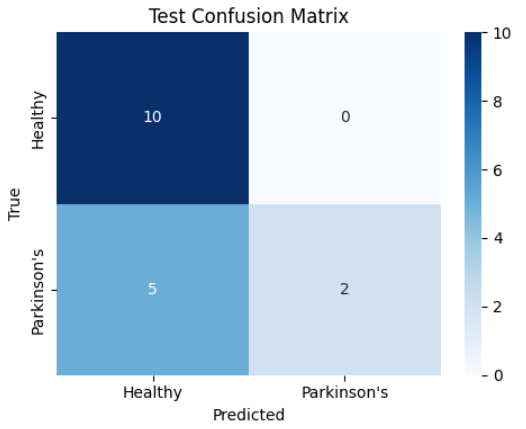 Test Confusion Matrix
True
Healthy
Parkinson's
10 0
5 2
Healthy Parkinson's
Predicted
10
8
6
4
2
0